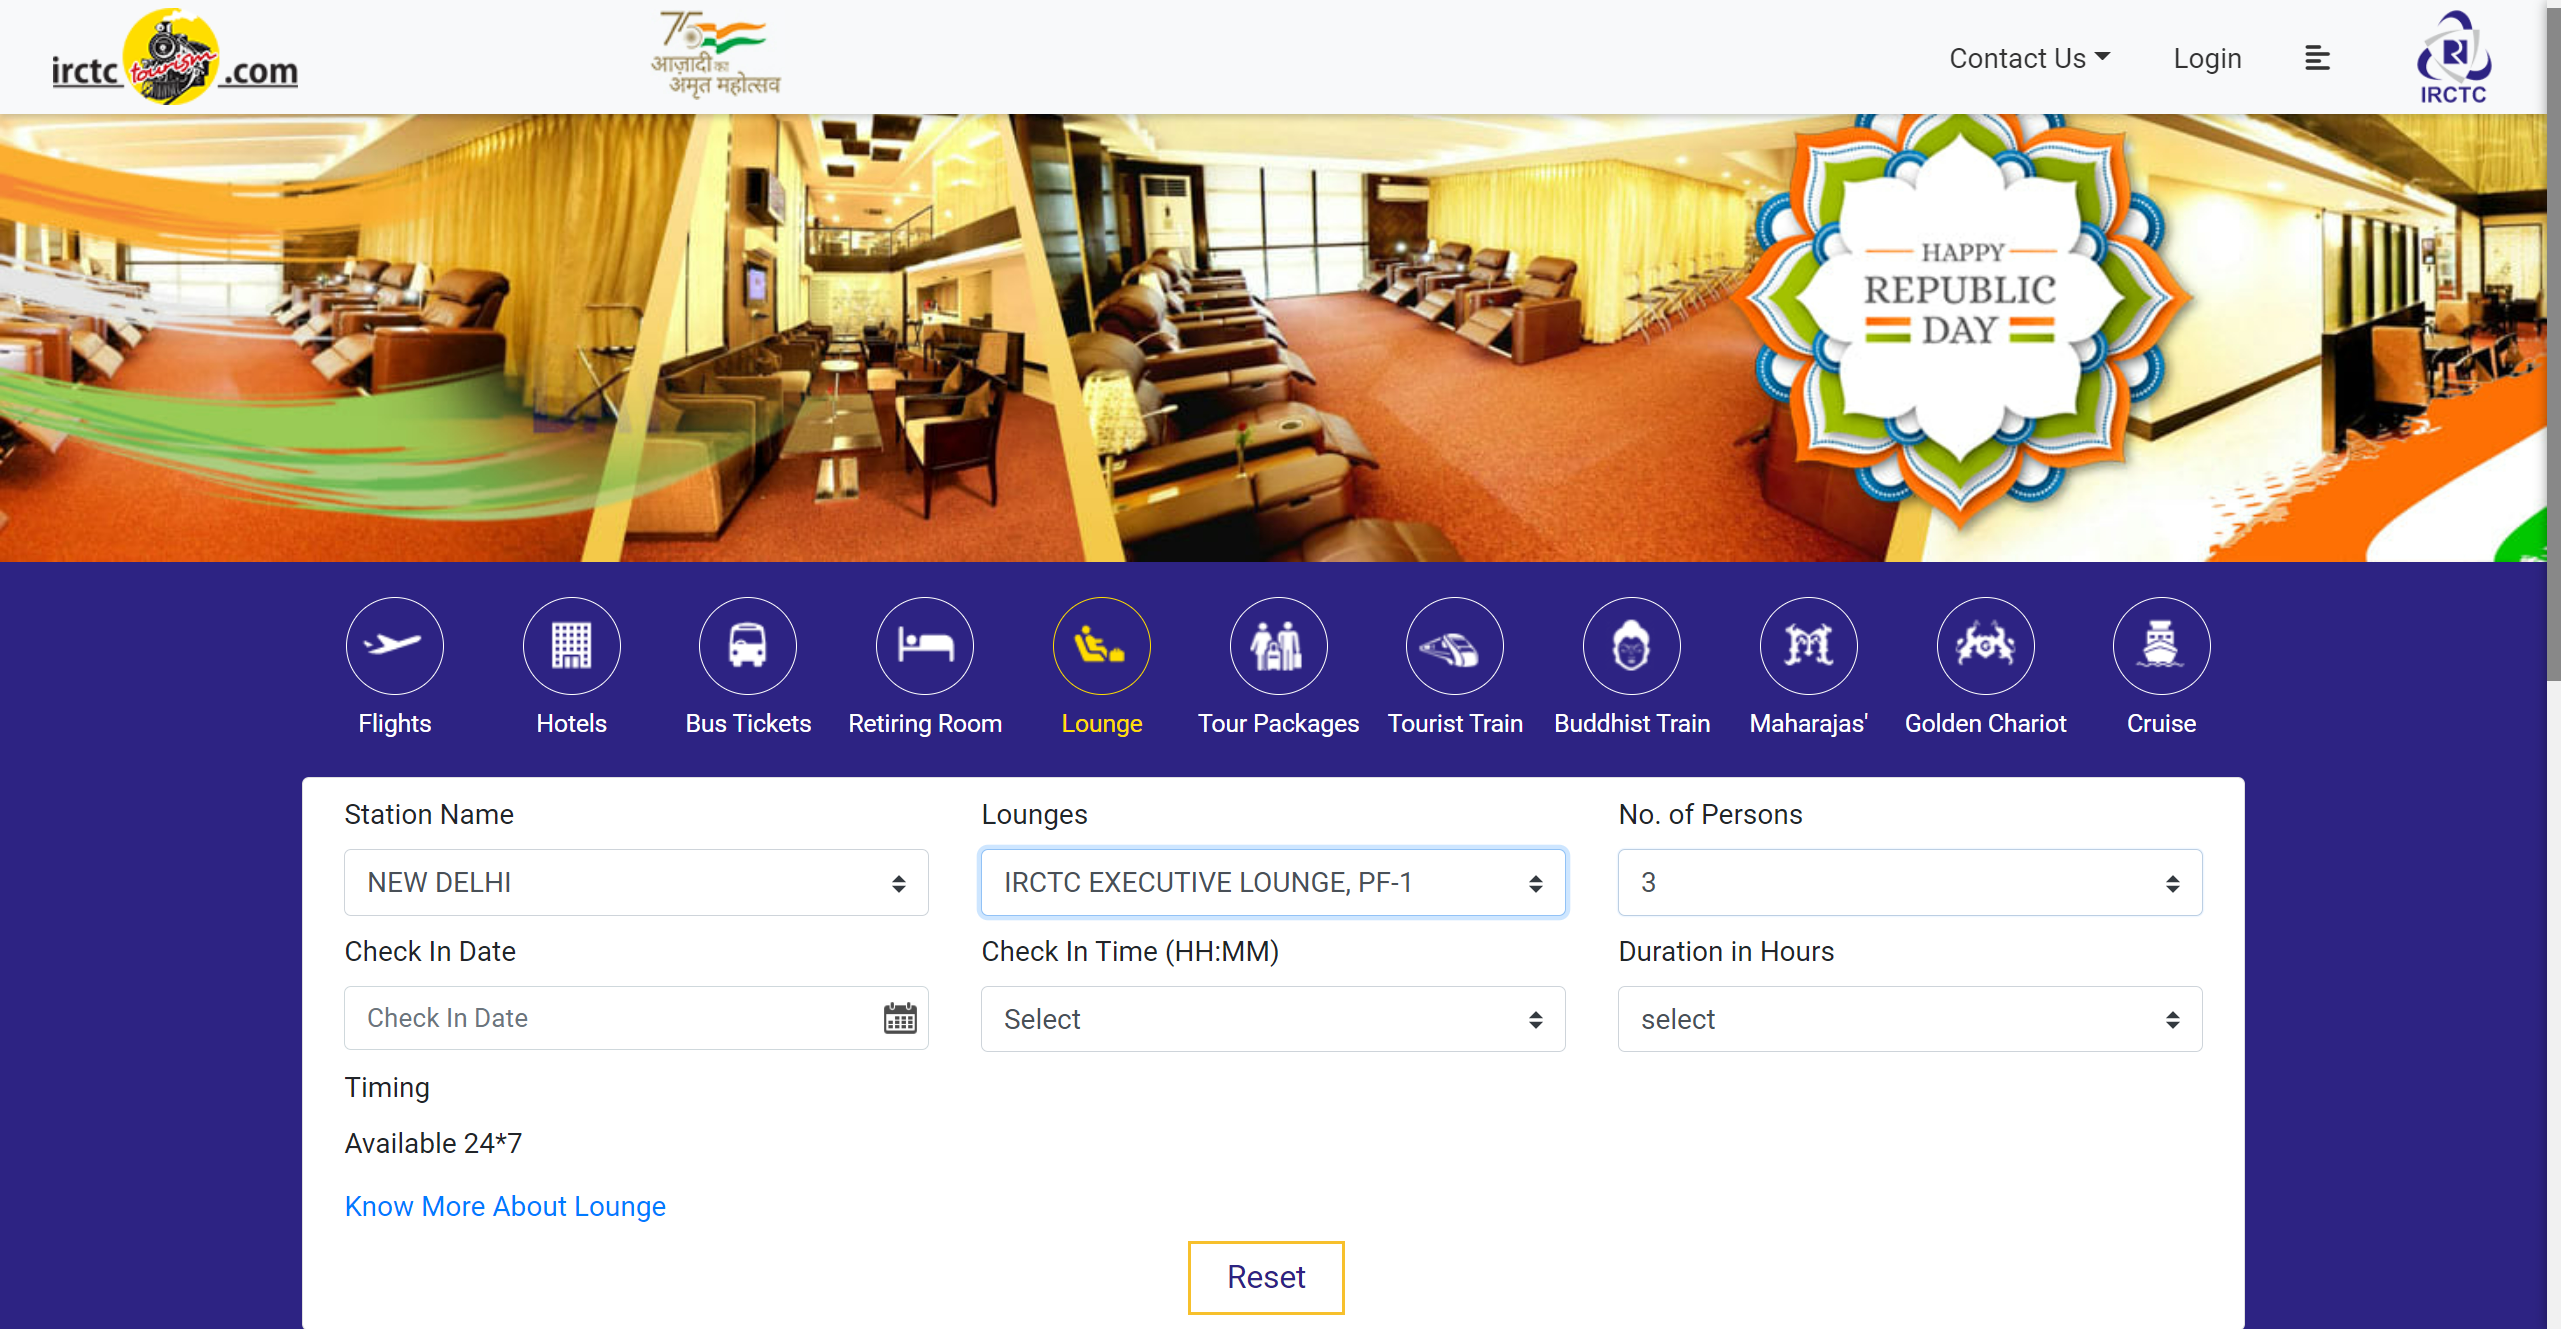 irctc tourism .com
75
आज़ादी का
अमृत महोत्सव
Contact Us
Login
IRCTC
HAPPY
REPUBLIC
DAY
Flights
Hotels
Bus Tickets
Retiring Room
Lounge
Tour Packages
Tourist Train
Buddhist Train
Maharajas'
Golden Chariot
Cruise
Station Name
Lounges
No. of Persons
NEW DELHI
IRCTC EXECUTIVE LOUNGE, PF-1
3
Check In Date
Check In Time (HH:MM)
Duration in Hours
Check In Date
Select
select
Timing
Available 24*7
Know More About Lounge
Reset